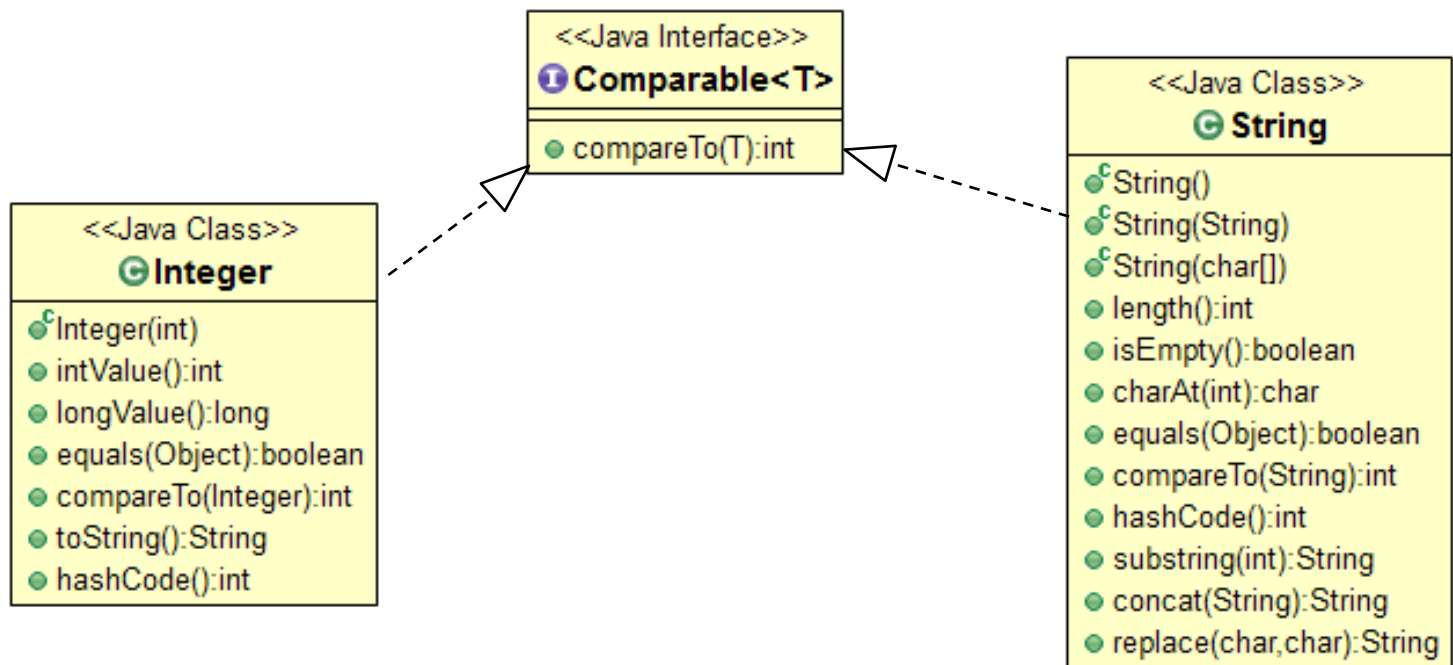 <<Java Interface>>
I Comparable<T>
compareTo(T):int
<<Java Class>>
C Integer
c Integer(int)
intValue():int
longValue():long
equals(Object):boolean
compareTo(Integer):int
toString():String
hashCode():int
<<Java Class>>
C String
c String()
c String(String)
c String(char[])
length():int
isEmpty():boolean
charAt(int):char
equals(Object):boolean
compareTo(String):int
hashCode():int
substring(int):String
concat(String):String
replace(char,char):String